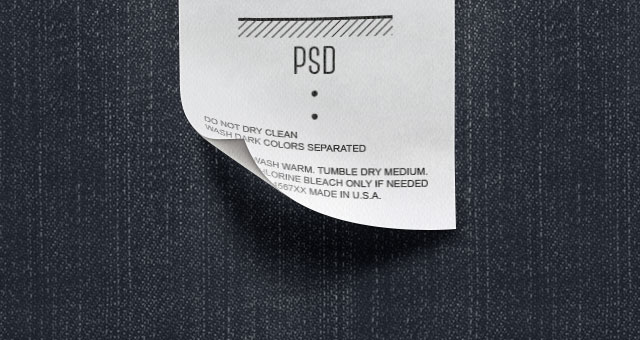 PSD
DO NOT DRY CLEAN
WASH DARK COLORS SEPARATED
WASH WARM. TUMBLE DRY MEDIUM.
BLEACH ONLY IF NEEDED
MADE IN U.S.A.